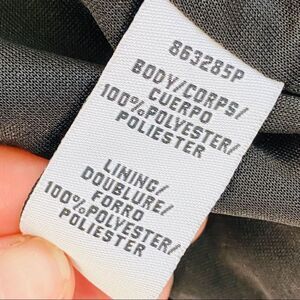 863285P
BODY/CORPS/
CUERPO
100%POLYESTER/
POLIESTER
LINING/
DOUBLURE/
FORRO
100%POLYESTER/
POLIESTER